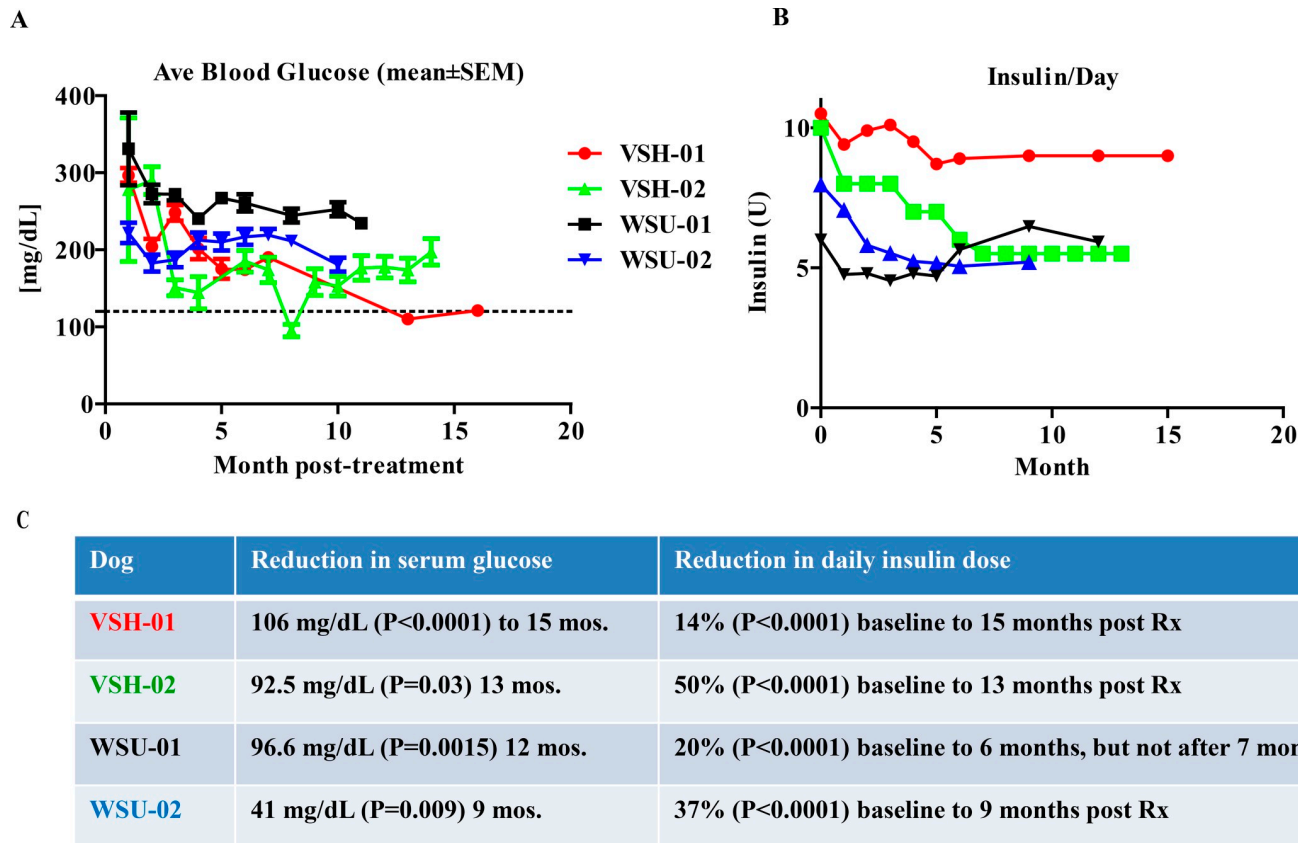 A
B
Ave Blood Glucose (mean±SEM)
[mg/dL]
400
300
200
100
0
0 5 10 15 20
Month post-treatment
VSH-01
VSH-02
WSU-01
WSU-02
Insulin/Day
Insulin (U)
10
5
0
0 5 10 15 20
Month
C
Dog Reduction in serum glucose Reduction in daily insulin dose
VSH-01 106 mg/dL (P<0.0001) to 15 mos. 14% (P<0.0001) baseline to 15 months post Rx
VSH-02 92.5 mg/dL (P=0.03) 13 mos. 50% (P<0.0001) baseline to 13 months post Rx
WSU-01 96.6 mg/dL (P=0.0015) 12 mos. 20% (P<0.0001) baseline to 6 months, but not after 7
WSU-02 41 mg/dL (P=0.009) 9 mos. 37% (P<0.0001) baseline to 9 months post Rx